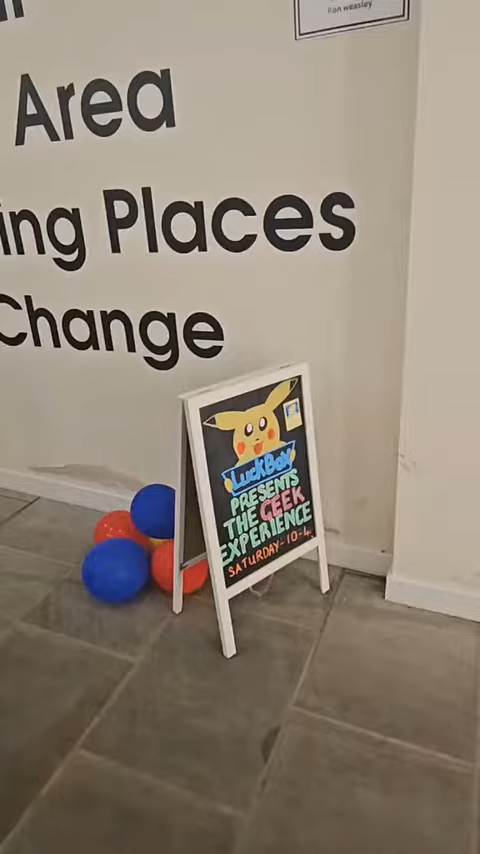 Ron weasley
Area
ing Places
Change
LuckBox
PRESENTS
THE GEEK
EXPERIENCE
SATURDAY-10-4